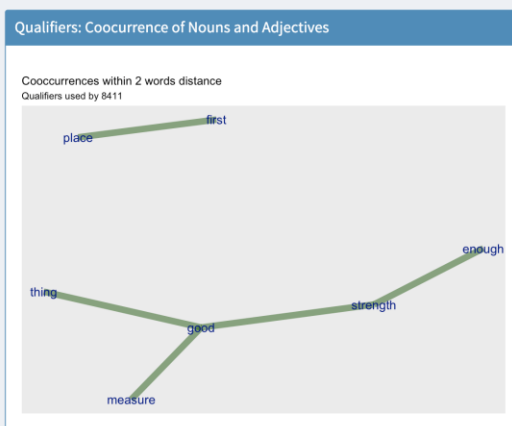 Qualifiers: Coocurrence of Nouns and Adjectives
Cooccurrences within 2 words distance
Qualifiers used by 8411
first
place
enough
thing
strength
good
measure